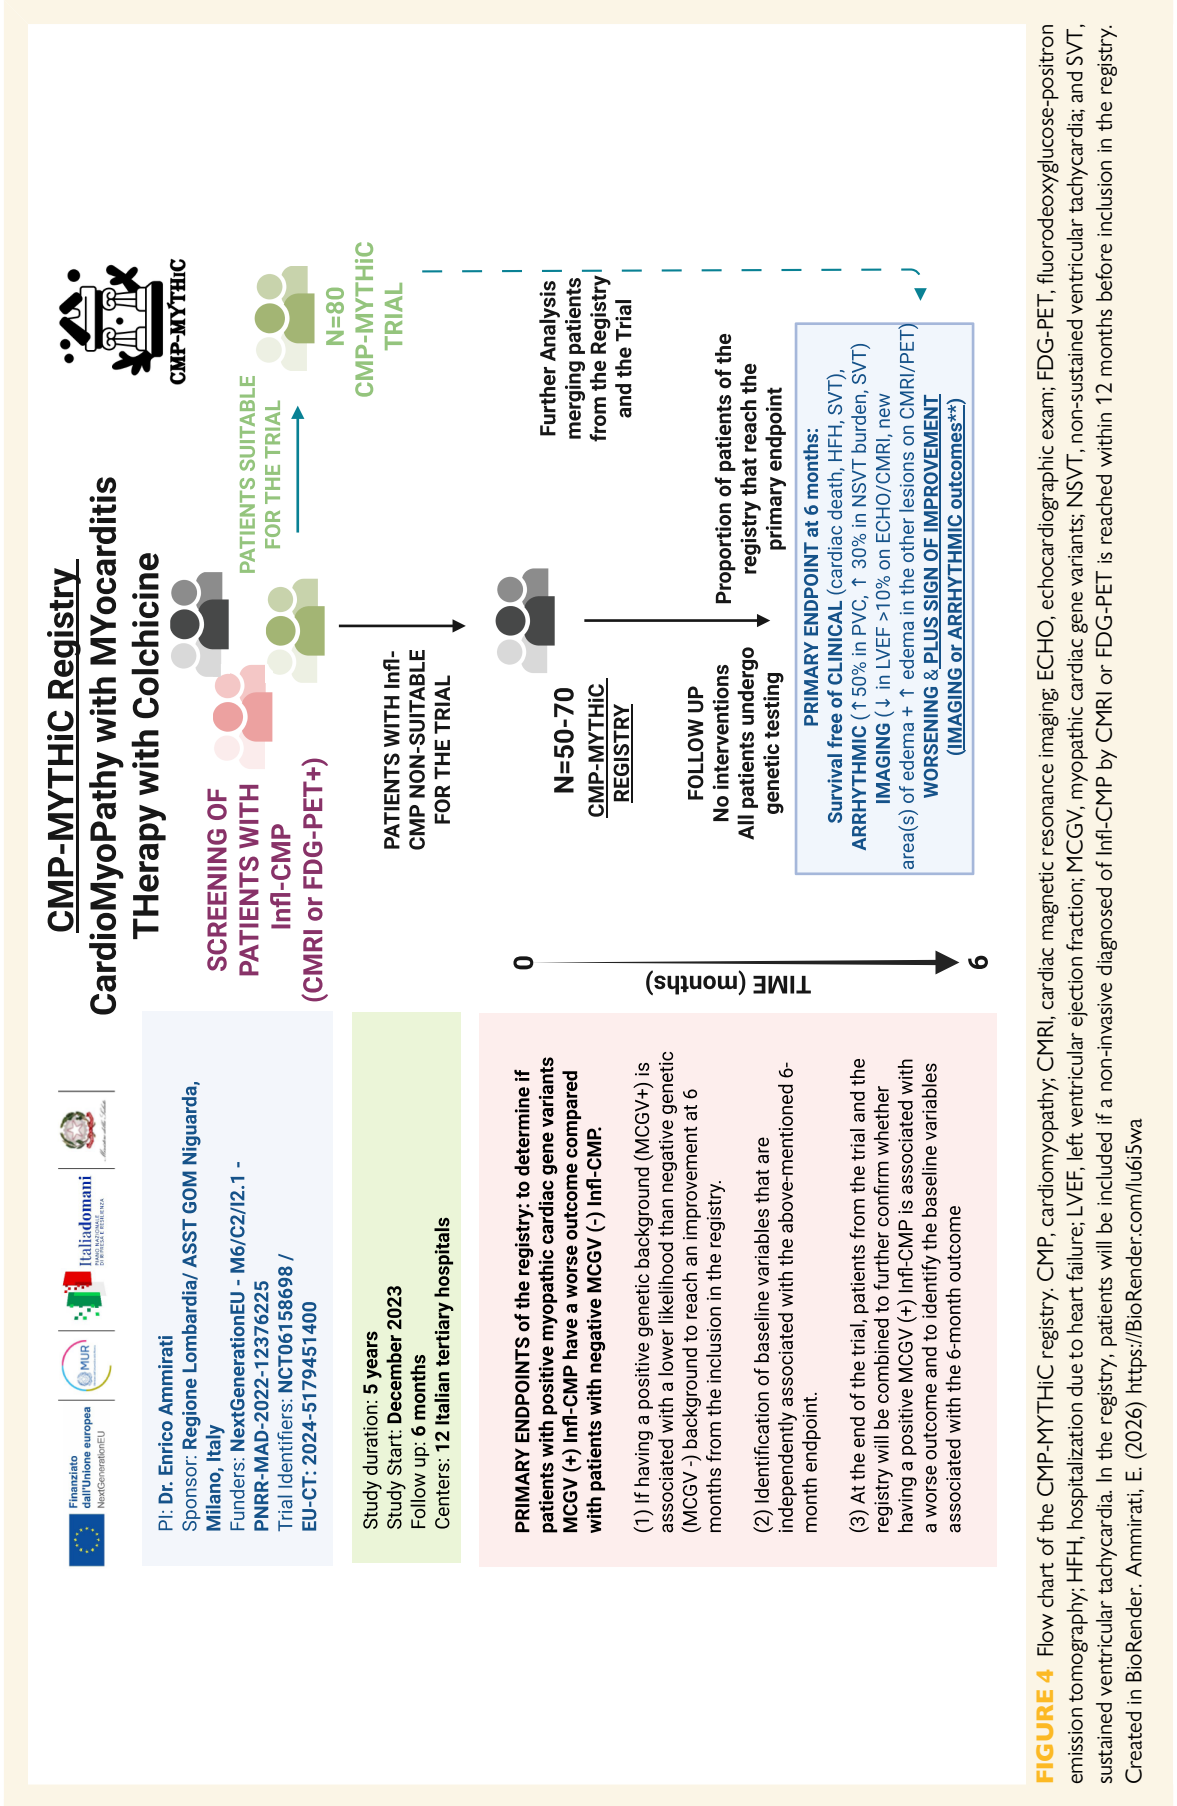 Finanziato
dall'Unione europea
NextGenerationEU
MUR
Italiadomani
PIANO NAZIONALE
DI RIPRESA E RESILIENZA
CMP-MYTHiC Registry
CardioMyoPathy with MYocarditis
THerapy with Colchicine
CMP-MYTHiC
PI: Dr. Enrico Ammirati
Sponsor: Regione Lombardia/ ASST GOM Niguarda,
Milano, Italy
Funders: NextGenerationEU - M6/C2/I2.1 -
PNRR-MAD-2022-12376225
Trial Identifiers: NCT06158698 /
EU-CT: 2024-5179451400
Study duration: 5 years
Study Start: December 2023
Follow up: 6 months
Centers: 12 Italian tertiary hospitals
PRIMARY ENDPOINTS of the registry: to determine if
patients with positive myopathic cardiac gene variants
MCGV (+) Infl-CMP have a worse outcome compared
with patients with negative MCGV (-) Infl-CMP.
(1) If having a positive genetic background (MCGV+) is
associated with a lower likelihood than negative genetic
(MCGV -) background to reach an improvement at 6
months from the inclusion in the registry.
(2) Identification of baseline variables that are
independently associated with the above-mentioned 6-
month endpoint.
(3) At the end of the trial, patients from the trial and the
registry will be combined to further confirm whether
having a positive MCGV (+) Infl-CMP is associated with
a worse outcome and to identify the baseline variables
associated with the 6-month outcome
SCREENING OF
PATIENTS WITH
Infl-CMP
(CMRI or FDG-PET+)
PATIENTS SUITABLE
FOR THE TRIAL
N=80
CMP-MYTHiC
TRIAL
PATIENTS WITH Infl-
CMP NON-SUITABLE
FOR THE TRIAL
0
TIME (months)
6
N=50-70
CMP-MYTHiC
REGISTRY
Further Analysis
merging patients
from the Registry
and the Trial
FOLLOW UP
No interventions
All patients undergo
genetic testing
Proportion of patients of the
registry that reach the
primary endpoint
PRIMARY ENDPOINT at 6 months:
Survival free of CLINICAL (cardiac death, HFH, SVT),
ARRHYTHMIC (↑50% in PVC, ↑ 30% in NSVT burden, SVT)
IMAGING (↓ in LVEF >10% on ECHO/CMRI, new
area(s) of edema + ↑ edema in the other lesions on CMRI/PET)
WORSENING & PLUS SIGN OF IMPROVEMENT
(IMAGING or ARRHYTHMIC outcomes**)
FIGURE 4 Flow chart of the CMP-MYTHiC registry. CMP, cardiomyopathy; CMRI, cardiac magnetic resonance imaging; ECHO, echocardiographic exam; FDG-PET, fluorodeoxyglucose-positron
emission tomography; HFH, hospitalization due to heart failure; LVEF, left ventricular ejection fraction; MCGV, myopathic cardiac gene variants; NSVT, non-sustained ventricular tachycardia; and SVT,
sustained ventricular tachycardia. In the registry, patients will be included if a non-invasive diagnosed of Infl-CMP by CMRI or FDG-PET is reached within 12 months before inclusion in the registry.
Created in BioRender. Ammirati, E. (2026) https://BioRender.com/lu6i5wa